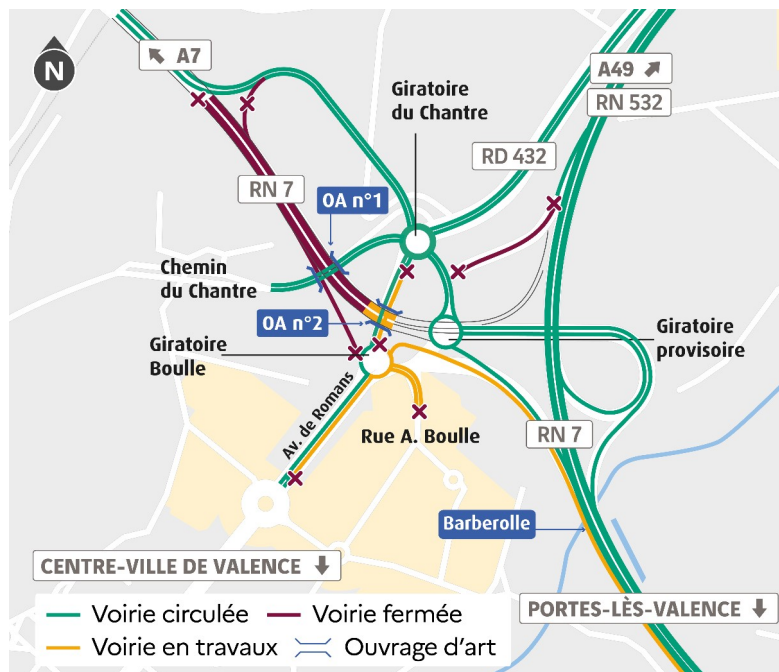 A7
N
A49
RN 532
Giratoire
du Chantre
RD 432
RN 7
OA n°1
Chemin
du Chantre
OA n°2
Giratoire
Boulle
Giratoire
provisoire
Av. de Romans
Rue A. Boulle
RN 7
Barberolle
CENTRE-VILLE DE VALENCE
PORTES-LÈS-VALENCE
Voirie circulée
Voirie fermée
Voirie en travaux
Ouvrage d'art